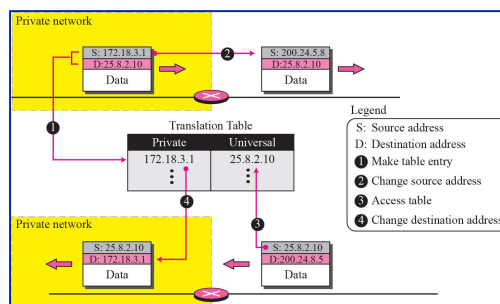 Private network
S: 172.18.3.1
D:25.8.2.10
Data
2
S: 200.24.5.8
D:25.8.2.10
Data
1
Translation Table
Private Universal
172.18.3.1 25.8.2.10
4
3
Legend
S: Source address
D: Destination address
1 Make table entry
2 Change source address
3 Access table
4 Change destination address
Private network
S: 25.8.2.10
D: 172.18.3.1
Data
S: 25.8.2.10
D:200.24.8.5
Data